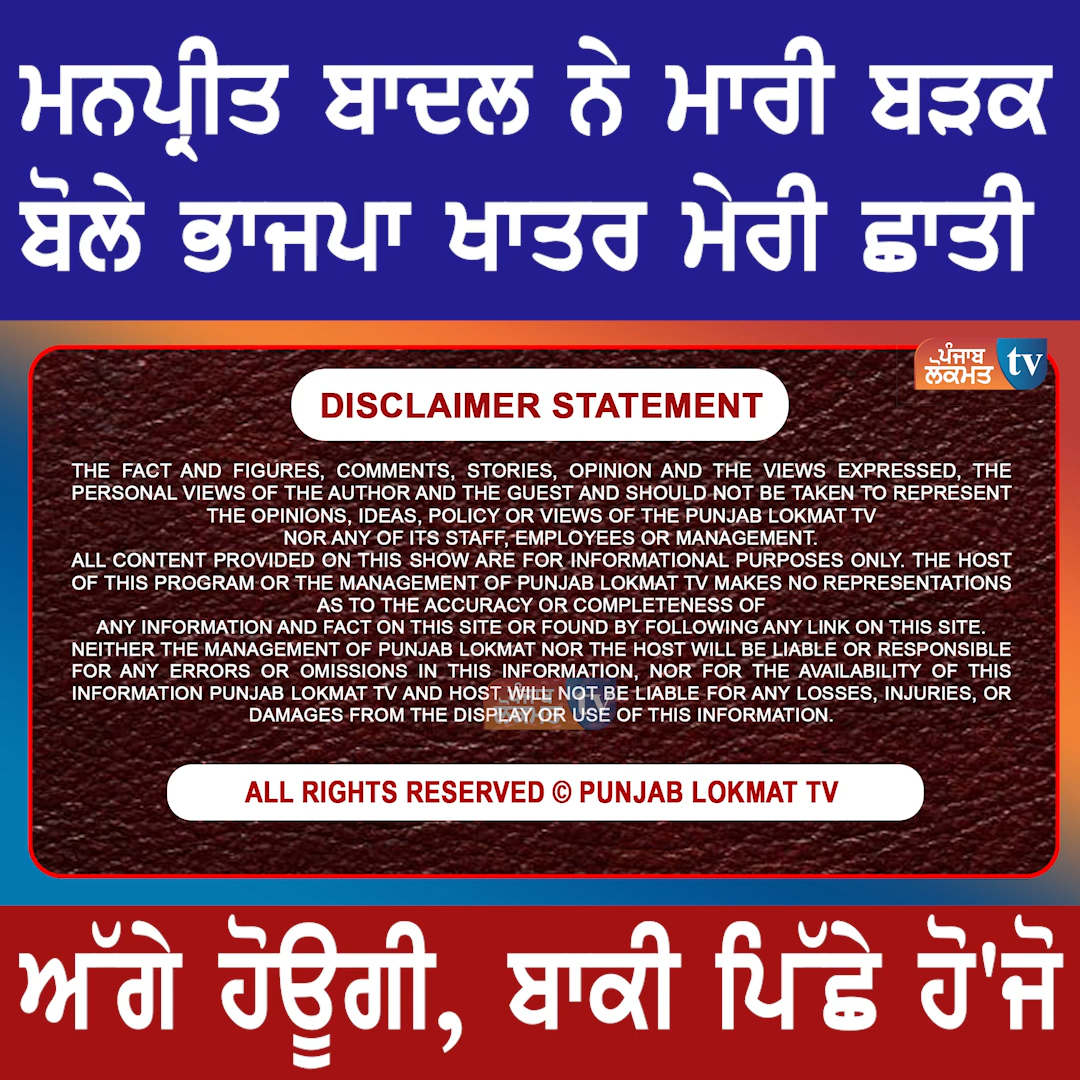 ਮਨਪ੍ਰੀਤ ਬਾਦਲ ਨੇ ਮਾਰੀ ਬੜਕ
ਬੋਲੇ ਭਾਜਪਾ ਖਾਤਰ ਮੇਰੀ ਛਾਤੀ
ਪੰਜਾਬ
ਲੋਕਮਤ tv
DISCLAIMER STATEMENT
THE FACT AND FIGURES, COMMENTS, STORIES, OPINION AND THE VIEWS EXPRESSED, THE
PERSONAL VIEWS OF THE AUTHOR AND THE GUEST AND SHOULD NOT BE TAKEN TO REPRESENT
THE OPINIONS, IDEAS, POLICY OR VIEWS OF THE PUNJAB LOKMAT TV
NOR ANY OF ITS STAFF, EMPLOYEES OR MANAGEMENT.
ALL CONTENT PROVIDED ON THIS SHOW ARE FOR INFORMATIONAL PURPOSES ONLY. THE HOST
OF THIS PROGRAM OR THE MANAGEMENT OF PUNJAB LOKMAT TV MAKES NO REPRESENTATIONS
AS TO THE ACCURACY OR COMPLETENESS OF
ANY INFORMATION AND FACT ON THIS SITE OR FOUND BY FOLLOWING ANY LINK ON THIS SITE.
NEITHER THE MANAGEMENT OF PUNJAB LOKMAT NOR THE HOST WILL BE LIABLE OR RESPONSIBLE
FOR ANY ERRORS OR OMISSIONS IN THIS INFORMATION, NOR FOR THE AVAILABILITY OF THIS
INFORMATION PUNJAB LOKMAT TV AND HOST WILL NOT BE LIABLE FOR ANY LOSSES, INJURIES, OR
DAMAGES FROM THE DISPLAY OR USE OF THIS INFORMATION.
tv
ALL RIGHTS RESERVED © PUNJAB LOKMAT TV
ਅੱਗੇ ਹੋਊਗੀ, ਬਾਕੀ ਪਿੱਛੇ ਹੋ'ਜੋ